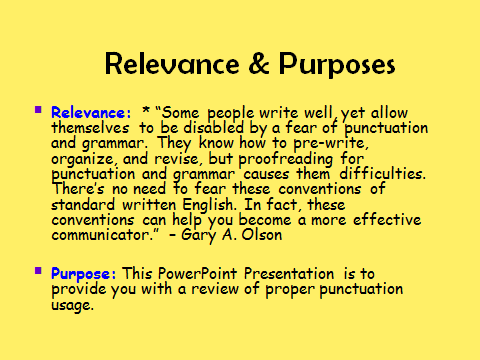 Relevance & Purposes
Relevance: * “Some people write well, yet allow
themselves to be disabled by a fear of punctuation
and grammar. They know how to pre-write,
organize, and revise, but proofreading for
punctuation and grammar causes them difficulties.
There’s no need to fear these conventions of
standard written English. In fact, these
conventions can help you become a more effective
communicator.” – Gary A. Olson
Purpose: This PowerPoint Presentation is to
provide you with a review of proper punctuation
usage.